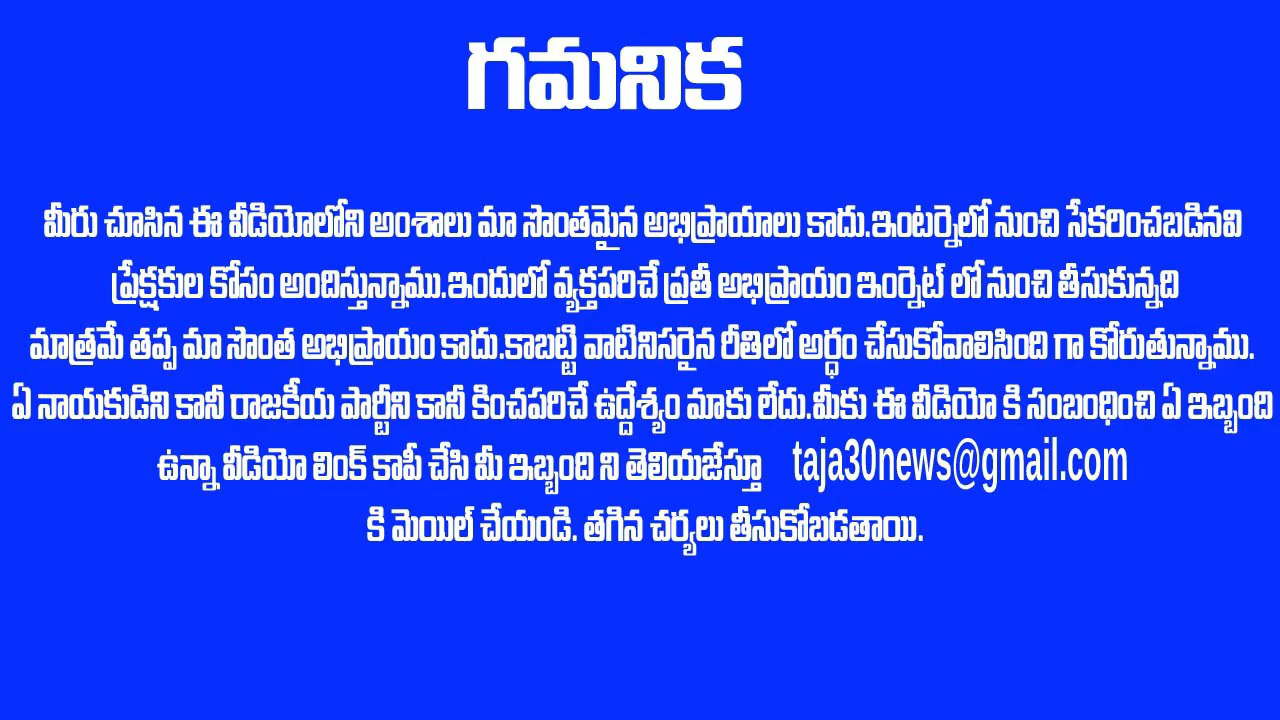 గమనిక
మీరు చూసిన ఈ వీడియోలోని అంశాలు మా సొంతమైన అభిప్రాయాలు కాదు.ఇంటర్నెలో నుంచి సేకరించబడినవి
ప్రేక్షకుల కోసం అందిస్తున్నాము.ఇందులో వ్యక్తపరిచే ప్రతీ అభిప్రాయం ఇంర్నెట్ లో నుంచి తీసుకున్నది
మాత్రమే తప్ప మా సొంత అభిప్రాయం కాదు.కాబట్టి వాటినిసరైన రీతిలో అర్ధం చేసుకోవాలిసింది గా కోరుతున్నాము.
ఏ నాయకుడిని కానీ రాజకీయ పార్టీని కానీ కించపరిచే ఉద్దేశ్యం మాకు లేదు.మీకు ఈ వీడియో కి సంబంధించి ఏ ఇబ్బంది
ఉన్నా వీడియో లింక్ కాపీ చేసి మీ ఇబ్బంది ని తెలియజేస్తూ taja30news@gmail.com
కి మెయిల్ చేయండి. తగిన చర్యలు తీసుకోబడతాయి.